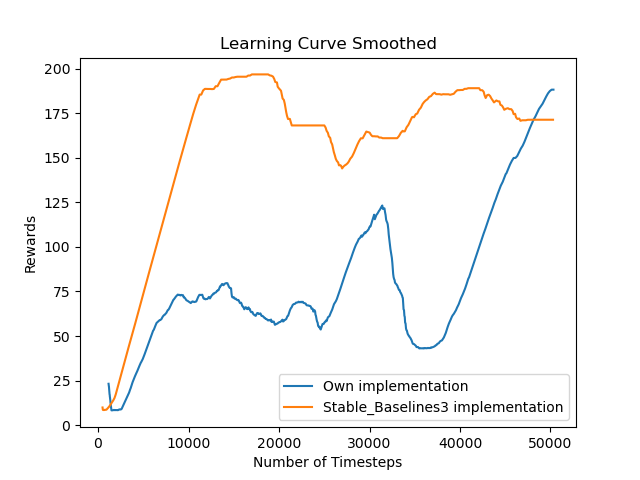 Learning Curve Smoothed
200
175
150
125
100
75
50
25
0
Rewards
Own implementation
Stable_Baselines3 implementation
0 10000 20000 30000 40000 50000
Number of Timesteps